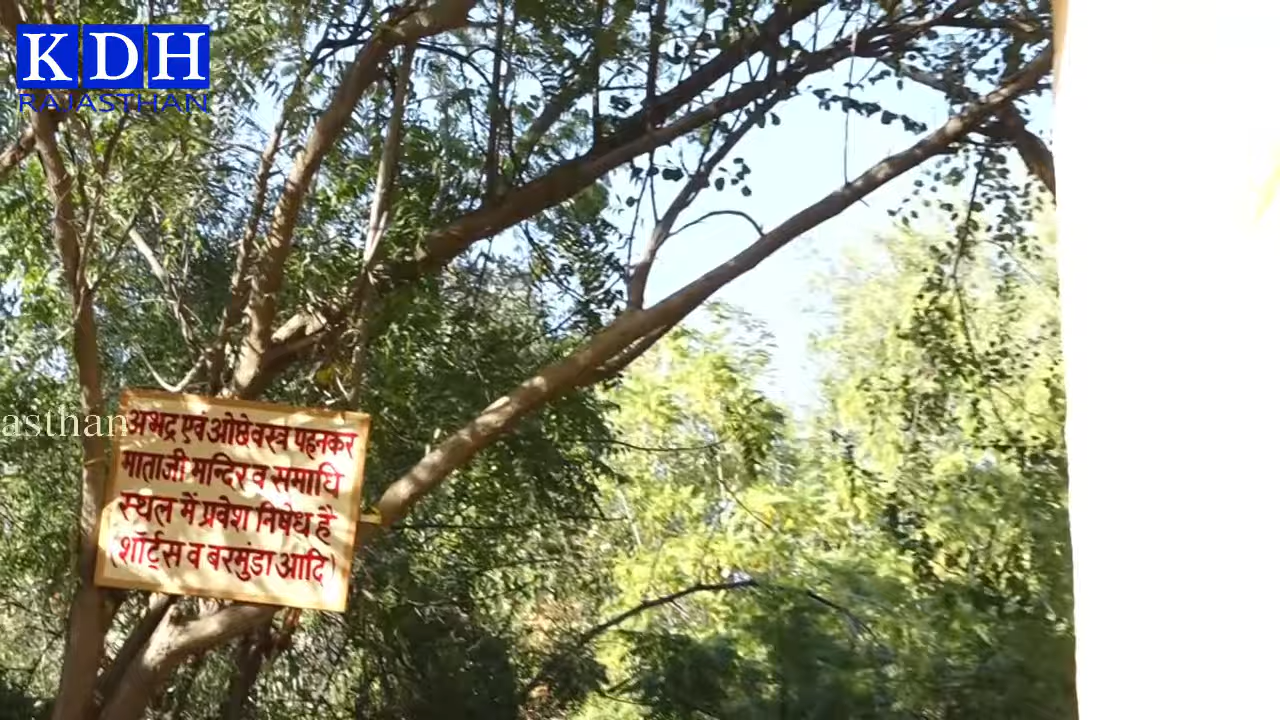 KDH
RAJASTHAN
asthan
अभद्र एवं ओछे वस्त्र पहनकर
माताजी मन्दिर व समाधि
स्थल में प्रवेश निषेध है
(शॉर्ट्स व बरमुंडा आदि)